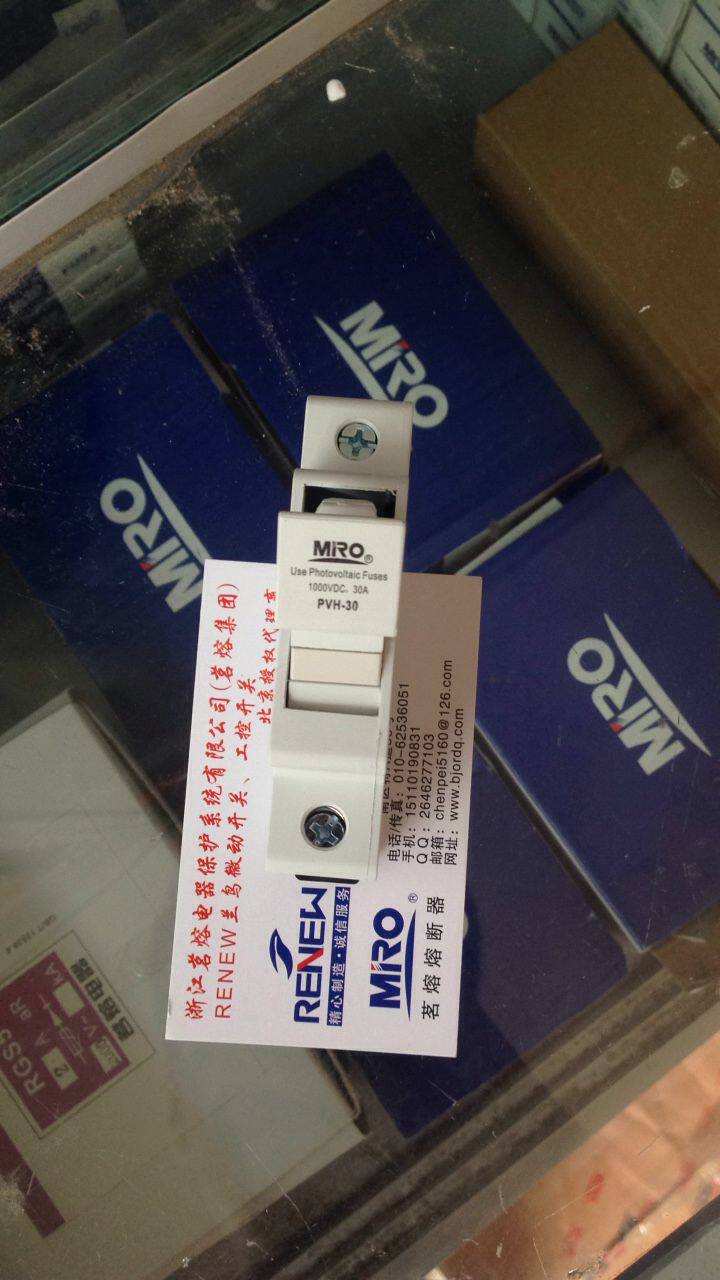 MIRO®
Use Photovoltaic Fuses
1000VDC, 30A
PVH-30
浙江茗熔电器保护系统有限公司(茗熔集团)
RENEW兰鸟微动开关、工控开关
北京授权代理商
电话/传真：010-62536051
手机：15110190831
QQ：2646277103
邮箱：chenpei5160@126.com
网址：www.bjordq.com
RENEW
精心制造·诚信服务
MIRO®
茗熔熔断器
MIRO
MIRO
MIRO
RGS5
2 A aR
KA